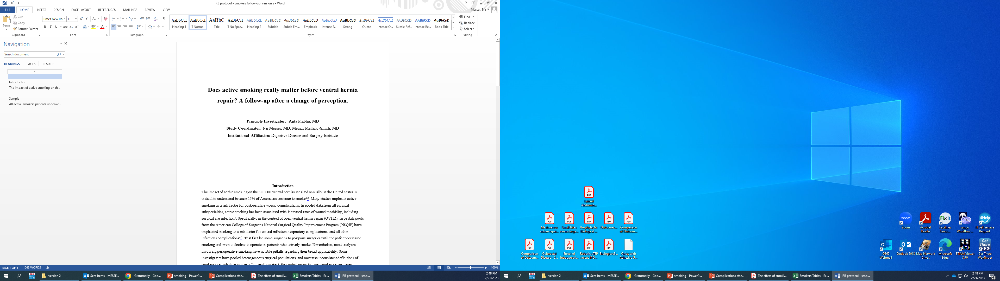 IRB protocol - smokers follow-up. version 2 - Word
FILE HOME INSERT DESIGN PAGE LAYOUT REFERENCES MAILINGS REVIEW VIEW
Messer, Nir
Paste
Cut
Copy
Format Painter
Clipboard
Times New Ro 11
Font
Paragraph
AaBbCcI AaBbCcI AaBbC AaBbCcI AaBbCcC AaBbCcC AaBbCcD AaBbCcD AaBbCcD AaBbCcD AaBbCcL AaBbCcL AABBCCD AABBCCD AaBbCcD
Heading 1 ¶ Normal Title ¶ No Spac... Heading 2 Subtitle Subtle Em... Emphasis Intense E... Strong Quote Intense Q... Subtle Ref... Intense Re... Book Title
Styles
Find
Replace
Select
Editing
Navigation
Search document
HEADINGS PAGES RESULTS
Introduction
The impact of active smoking on th...
Sample
All active-smokers patients underwe...
Does active smoking really matter before ventral hernia
repair? A follow-up after a change of perception.
Principle Investigator: Ajita Prabhu, MD
Study Coordinator: Nir Messer, MD, Megan Melland-Smith, MD
Institutional Affiliation: Digestive Disease and Surgery Institute
Introduction
The impact of active smoking on the 380,000 ventral hernias repaired annually in the United States is
critical to understand because 15% of Americans continue to smoke1,2. Many studies implicate active
smoking as a risk factor for postoperative wound complications. In pooled data from all surgical
subspecialties, active smoking has been associated with increased rates of wound morbidity, including
surgical site infection3. Specifically, in the context of open ventral hernia repair (OVHR), large data pools
from the American College of Surgeons National Surgical Quality Improvement Program (NSQIP) have
implicated smoking as a risk factor for wound infection, respiratory complications, and all other
infectious complications4,5. That fact led some surgeons to postpone surgeries until the patient decreased
smoking and even to decline to operate on patients who actively smoke. Nevertheless, most analyses
involving perioperative smoking have notable pitfalls regarding their broad applicability. Some
investigators have pooled heterogeneous surgical populations, and most use inconsistent definitions of
smokers (i.e., what designates a “current” smoker), the control group (former smoker versus never
PAGE 1 OF 4 1043 WORDS
100%
Lateral
Abdomin...
Mesh versus
suture repai...
Small bites
versus large...
Prophylactic
Biological ...
Outcomes...
Comparison
of Outcom...
Comparison
of Outcom...
Colorectal
Disease - 2...
Effect of
Intraoperati...
Robotic eTEP
versus IPO...
BiologicvsS...
Onlay with
Adhesive U...
Zoom
Acrobat
Reader
Facilities
Servic...
syngo
Workflow ...
IT Self Service
Request
O365
Webmail
Outlook 2013
Map Network
Drives
Microsoft
Edge
ETIAM Viewer
3.70
Get There
Wayfinder
version 2 Sent Items - MESSE... - Grammarly - Goo... smoking - PowerP... Complications afte... The effect of smoki... Smokers Tables - Ex... IRB protocol - smo...
2:48 PM
2/21/2023
version 2 Sent Items - MESSE... - Grammarly - Goo... smoking - PowerP... Complications afte... The effect of smoki... Smokers Tables - Ex... IRB protocol - smo...
2:48 PM
2/21/2023